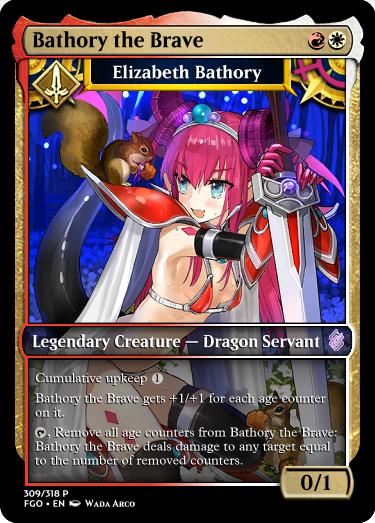 Bathory the Brave
Elizabeth Bathory
Legendary Creature — Dragon Servant
Cumulative upkeep 1
Bathory the Brave gets +1/+1 for each age counter
on it.
, Remove all age counters from Bathory the Brave:
Bathory the Brave deals damage to any target equal
to the number of removed counters.
0/1
309/318 P
FGO • EN Wada Arco